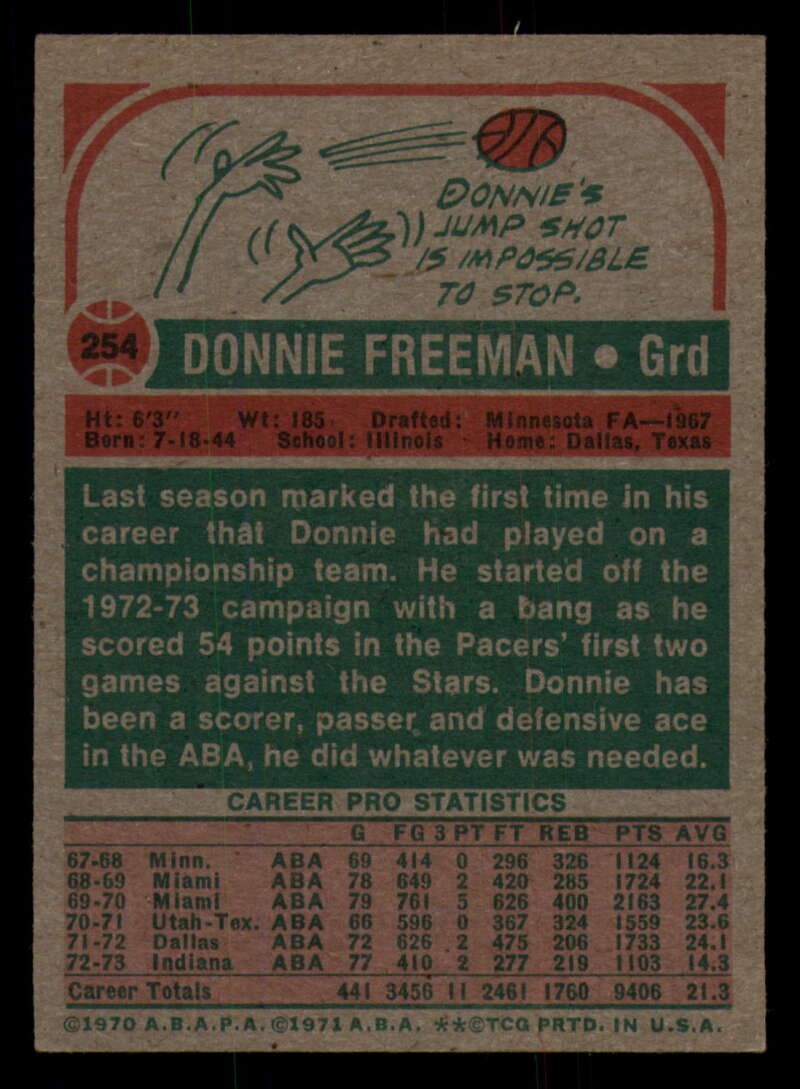 DONNIE'S
JUMP SHOT
IS IMPOSSIBLE
TO STOP.
254 DONNIE FREEMAN • Grd
Ht: 6'3" Wt: 185 Drafted: Minnesota FA—1967
Born: 7-18-44 School: Illinois Home: Dallas, Texas
Last season marked the first time in his
career that Donnie had played on a
championship team. He started off the
1972-73 campaign with a bang as he
scored 54 points in the Pacers' first two
games against the Stars. Donnie has
been a scorer, passer and defensive ace
in the ABA, he did whatever was needed.
CAREER PRO STATISTICS
G FG 3 PT FT REB PTS AVG
67-68 Minn. ABA 69 414 0 296 326 1124 16.3
68-69 Miami ABA 78 649 2 420 285 1724 22.1
69-70 Miami ABA 79 761 5 626 400 2163 27.4
70-71 Utah-Tex. ABA 66 596 0 367 324 1559 23.6
71-72 Dallas ABA 72 626 2 475 206 1733 24.1
72-73 Indiana ABA 77 410 2 277 219 1103 14.3
Career Totals 441 3456 11 2461 1760 9406 21.3
©1970 A.B.A.P.A. ©1971 A.B.A. **©TCG PRTD. IN U.S.A.